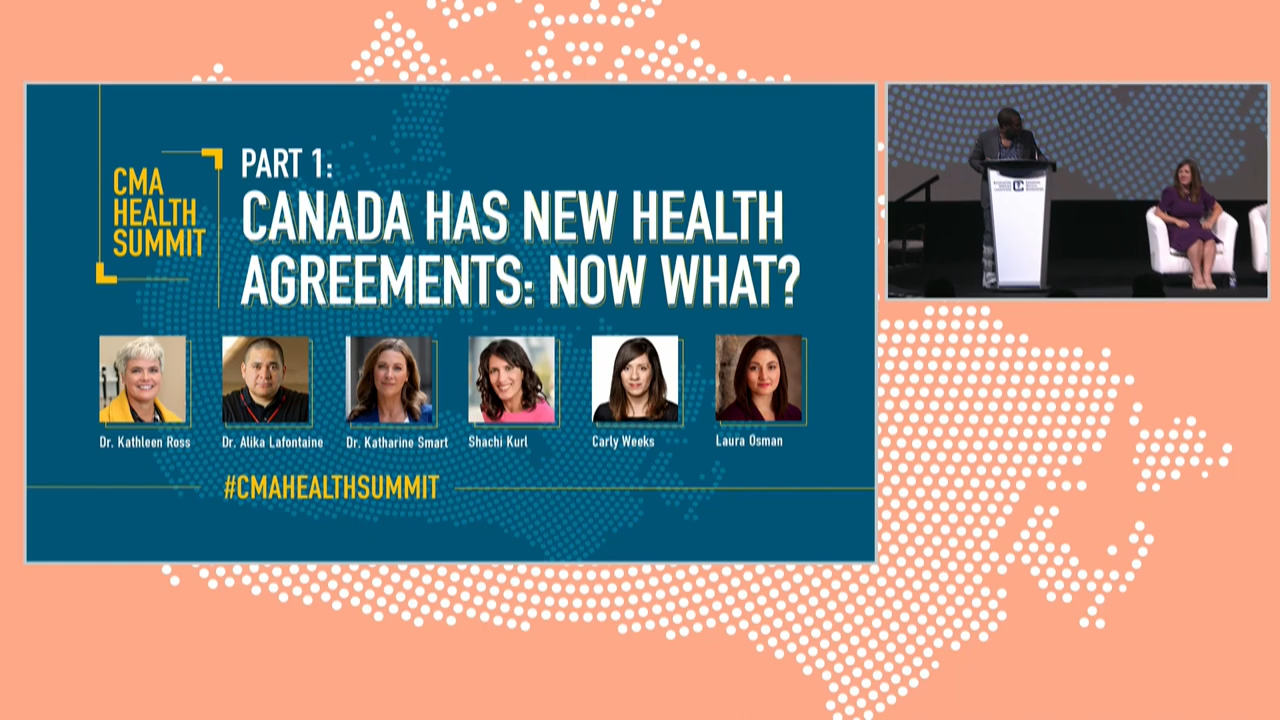 CMA
HEALTH
SUMMIT
PART 1:
CANADA HAS NEW HEALTH
AGREEMENTS: NOW WHAT?
Dr. Kathleen Ross
Dr. Alika Lafontaine
Dr. Katharine Smart
Shachi Kurl
Carly Weeks
Laura Osman
#CMAHEALTHSUMMIT